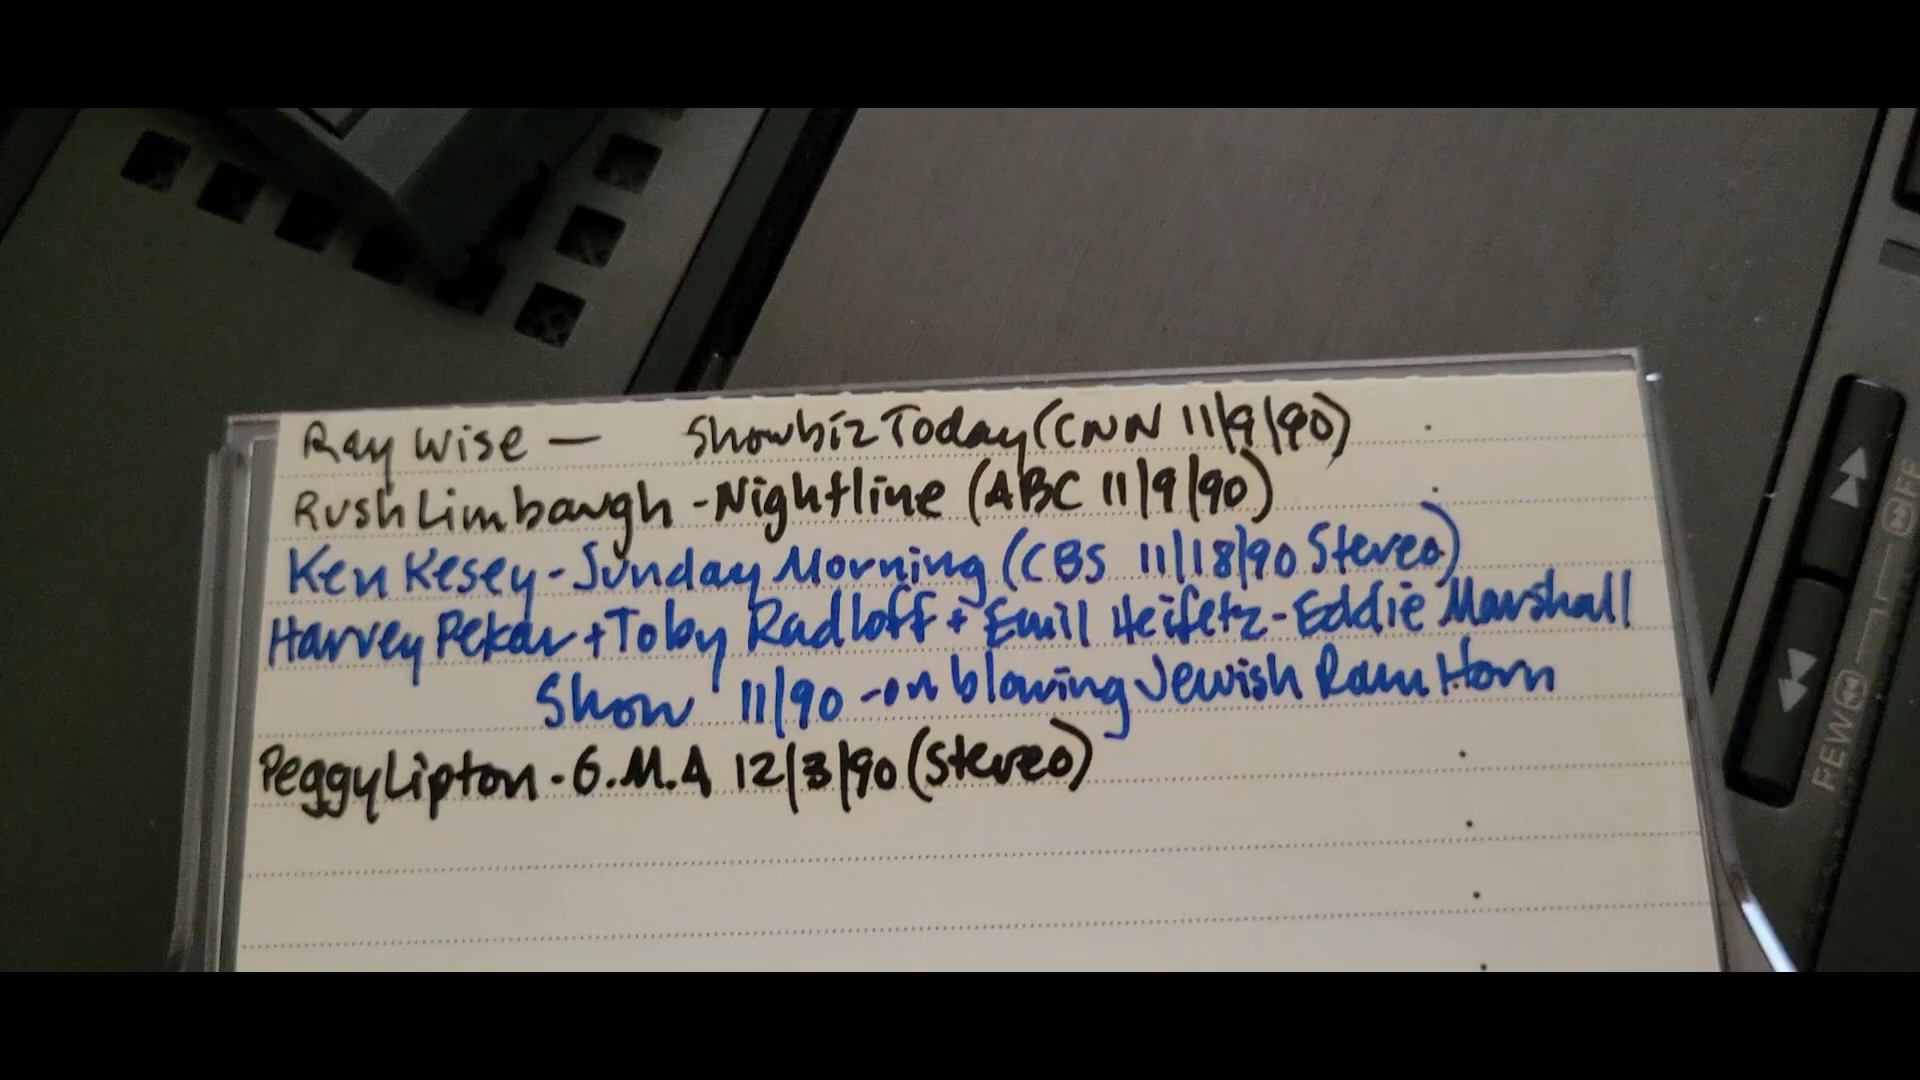 Ray Wise — Showbiz Today (CNN 11/9/90)
Rush Limbaugh - Nightline (ABC 11/9/90)
Ken Kesey - Sunday Morning (CBS 11/18/90 Stereo)
Harvey Pekar + Toby Radloff + Emil Heifetz - Eddie Marshall
Show 11/90 - on blowing Jewish Ram Horn
Peggy Lipton - G.M.A 12/3/90 (Stereo)
OFF
REW